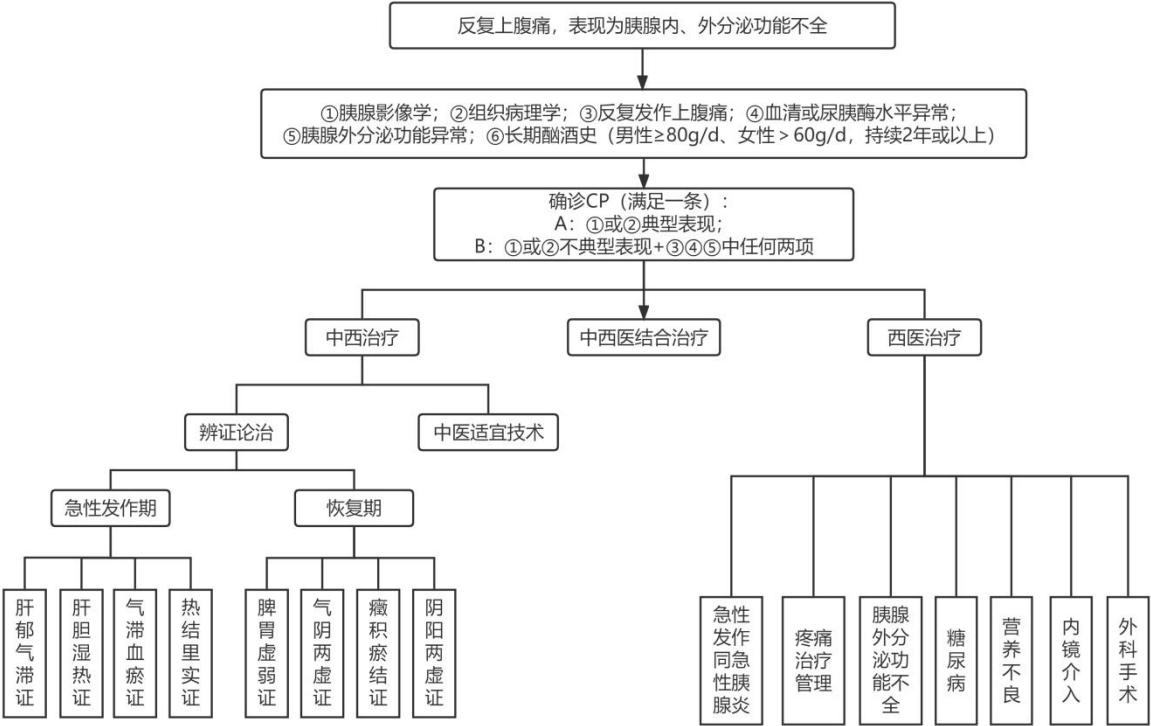 反复上腹痛，表现为胰腺内、外分泌功能不全
①胰腺影像学；②组织病理学；③反复发作上腹痛；④血清或尿胰酶水平异常；
⑤胰腺外分泌功能异常；⑥长期酗酒史（男性≥80g/d、女性＞60g/d，持续2年或以上）
确诊CP（满足一条）：
A：①或②典型表现；
B：①或②不典型表现+③④⑤中任何两项
中西治疗
中西医结合治疗
西医治疗
辨证论治
中医适宜技术
急性发作期
恢复期
肝郁气滞证
肝胆湿热证
气滞血瘀证
热结里实证
脾胃虚弱证
气阴两虚证
癥积瘀结证
阴阳两虚证
急性
发作
同急
性胰
腺炎
疼痛
治疗
管理
胰腺
外分
泌功
能不
全
糖尿病
营养不良
内镜介入
外科手术